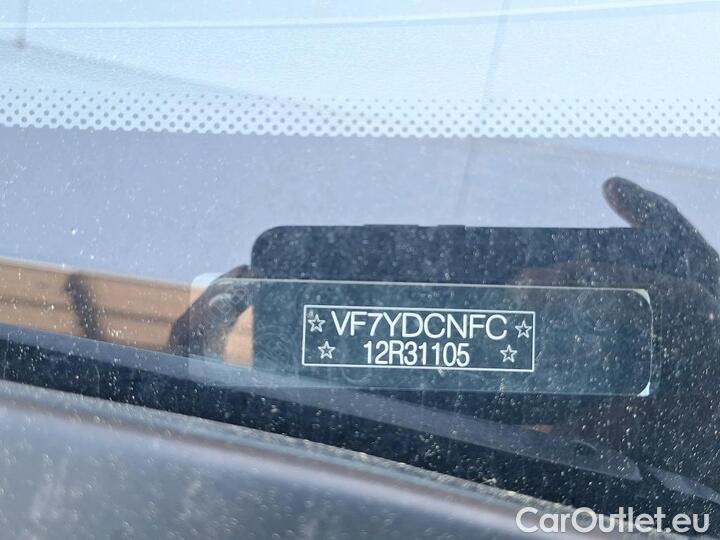 ☆ VF7YDCNFC ☆
☆ 12R31105 ☆
CarOutlet.eu